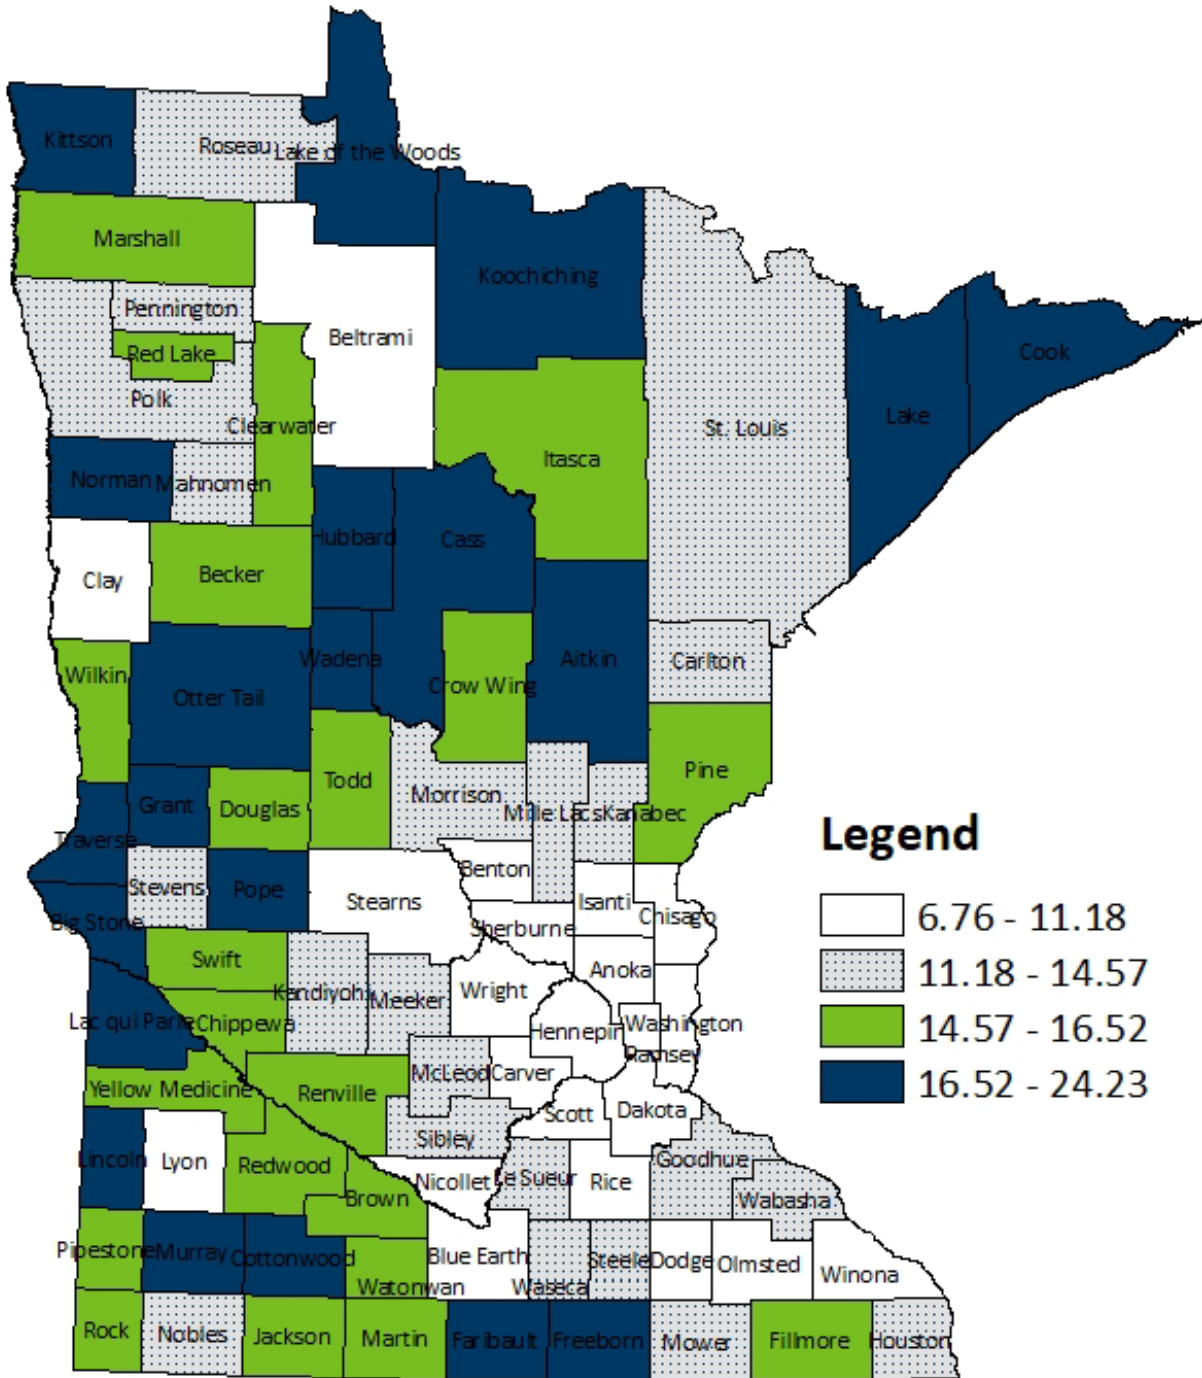 Kittson
Roseau
Lake of the Woods
Marshall
Koochiching
Pennington
Beltrami
Red Lake
Cook
Polk
Lake
Clearwater
St. Louis
Itasca
Norman
Mahnomen
Hubbard
Cass
Becker
Clay
Wadena
Aitkin
Carlton
Wilkin
Crow Wing
Otter Tail
Pine
Todd
Morrison
Grant
Douglas
Mille Lacs
Kanabec
Traverse
Legend
Benton
Stevens
Pope
Stearns
Isanti
Chisago
6.76 - 11.18
Big Stone
Sherburne
Swift
Anoka
11.18 - 14.57
Kandiyohi
Meeker
Wright
Lac qui Parle
Chippewa
Hennepin
Washington
14.57 - 16.52
Ramsey
McLeod
Carver
Yellow Medicine
Renville
16.52 - 24.23
Scott
Dakota
Sibley
Lincoln
Lyon
Redwood
Goodhue
Nicollet
Le Sueur
Rice
Brown
Wabasha
Pipestone
Murray
Cottonwood
Blue Earth
Steele
Dodge
Olmsted
Winona
Watonwan
Waseca
Rock
Nobles
Jackson
Martin
Faribault
Freeborn
Mower
Fillmore
Houston